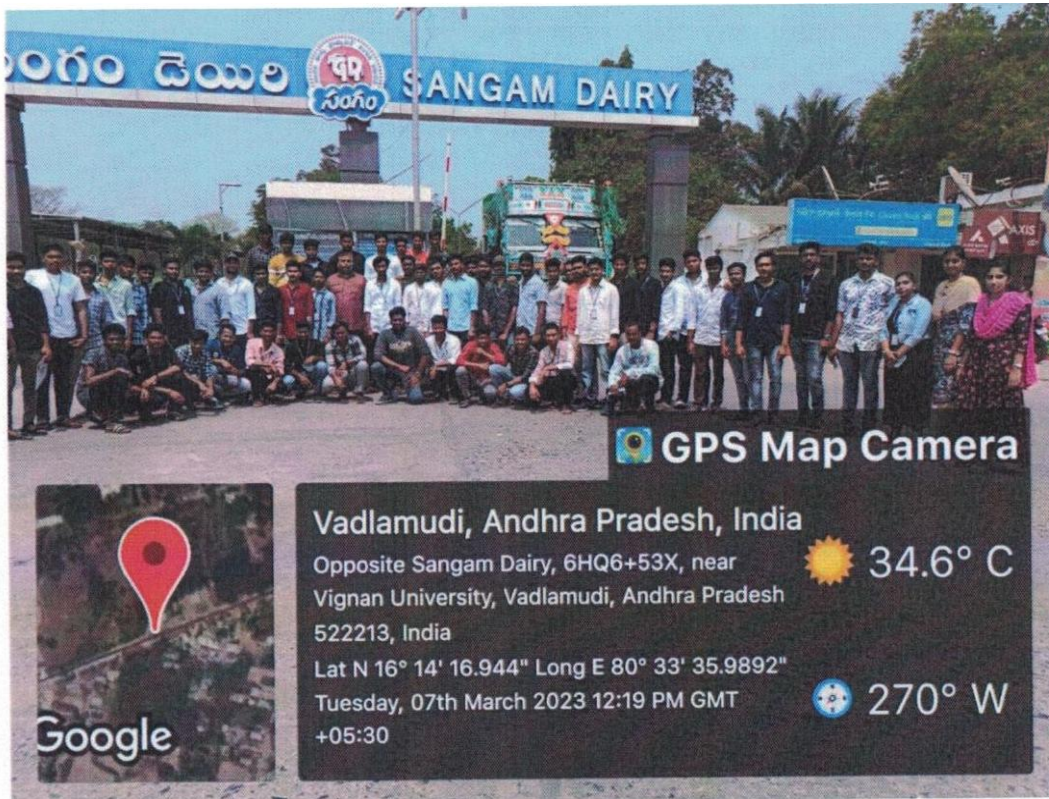 సంగం డెయిరి
GD
సంగం
SANGAM DAIRY
AXIS
GPS Map Camera
Vadlamudi, Andhra Pradesh, India
Opposite Sangam Dairy, 6HQ6+53X, near
Vignan University, Vadlamudi, Andhra Pradesh
522213, India
Lat N 16° 14' 16.944" Long E 80° 33' 35.9892"
Tuesday, 07th March 2023 12:19 PM GMT
+05:30
34.6° C
270° W
Google